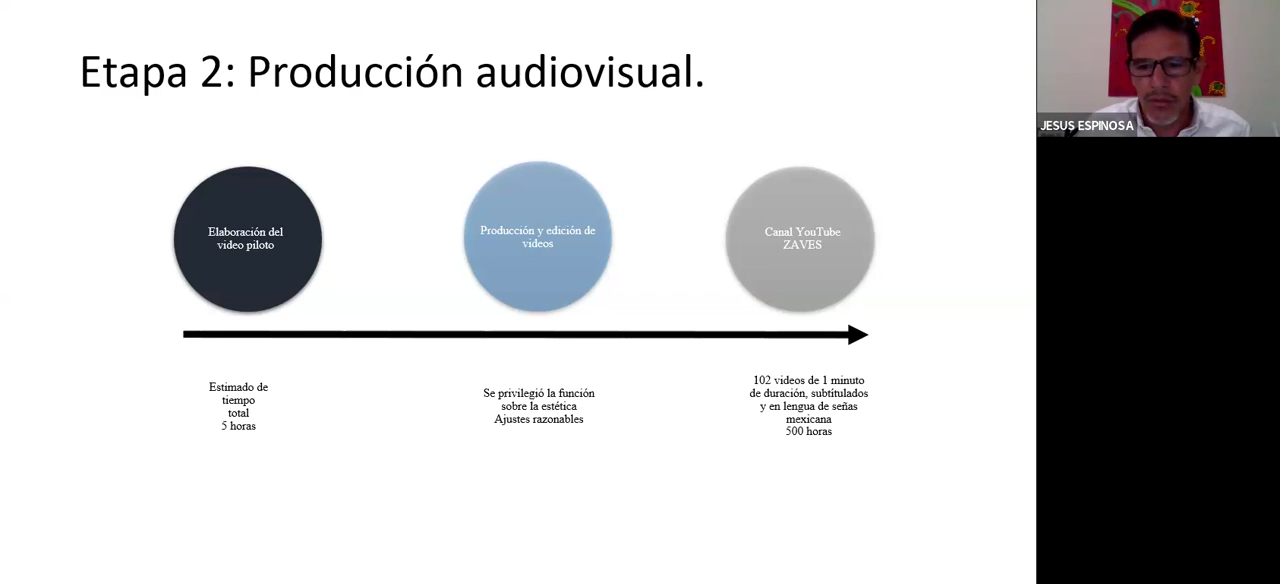 Etapa 2: Producción audiovisual.
JESUS ESPINOSA
Elaboración del
video piloto
Producción y edición de
videos
Canal YouTube
ZAVES
Estimado de
tiempo
total
5 horas
Se privilegió la función
sobre la estética
Ajustes razonables
102 videos de 1 minuto
de duración, subtítulados
y en lengua de señas
mexicana
500 horas